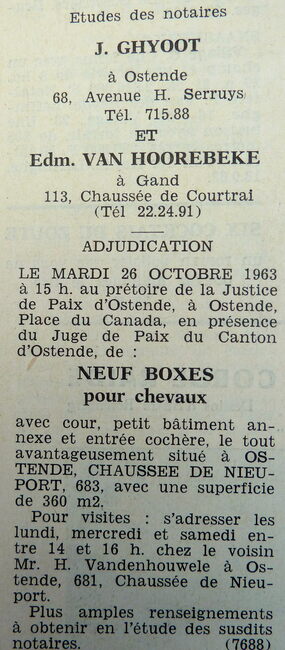 Etudes des notaires
J. GHYOOT
à Ostende
68, Avenue H. Serruys
Tél. 715.88
ET
Edm. VAN HOOREBEKE
à Gand
113, Chaussée de Courtrai
(Tél 22.24.91)
ADJUDICATION
LE MARDI 26 OCTOBRE 1963
à 15 h. au prétoire de la Justice
de Paix d'Ostende, à Ostende,
Place du Canada, en présence
du Juge de Paix du Canton
d'Ostende, de :
NEUF BOXES
pour chevaux
avec cour, petit bâtiment an-
nexe et entrée cochère, le tout
avantageusement situé à OS-
TENDE, CHAUSSEE DE NIEU-
PORT, 683, avec une superficie
de 360 m2.
Pour visites : s'adresser les
lundi, mercredi et samedi en-
tre 14 et 16 h. chez le voisin
Mr. H. Vandenhouwele à Os-
tende, 681, Chaussée de Nieu-
port.
Plus amples renseignements
à obtenir en l'étude des susdits
notaires. (7688)